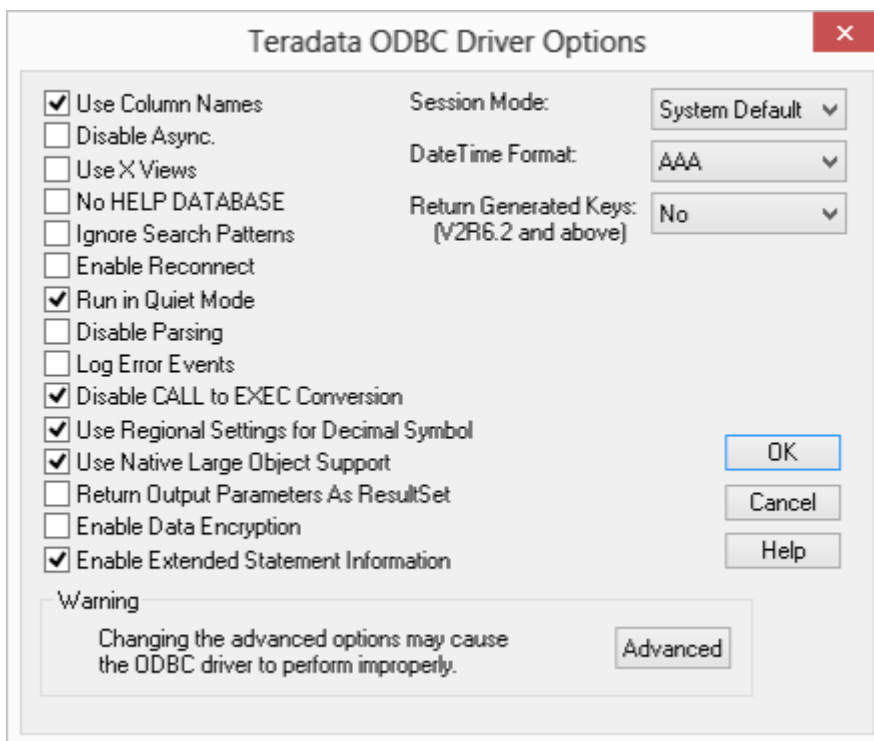 Teradata ODBC Driver Options
Use Column Names
Disable Async.
Use X Views
No HELP DATABASE
Ignore Search Patterns
Enable Reconnect
Run in Quiet Mode
Disable Parsing
Log Error Events
Disable CALL to EXEC Conversion
Use Regional Settings for Decimal Symbol
Use Native Large Object Support
Return Output Parameters As ResultSet
Enable Data Encryption
Enable Extended Statement Information
Session Mode: System Default
DateTime Format: AAA
Return Generated Keys: No
(V2R6.2 and above)
OK
Cancel
Help
Warning
Changing the advanced options may cause
the ODBC driver to perform improperly.
Advanced